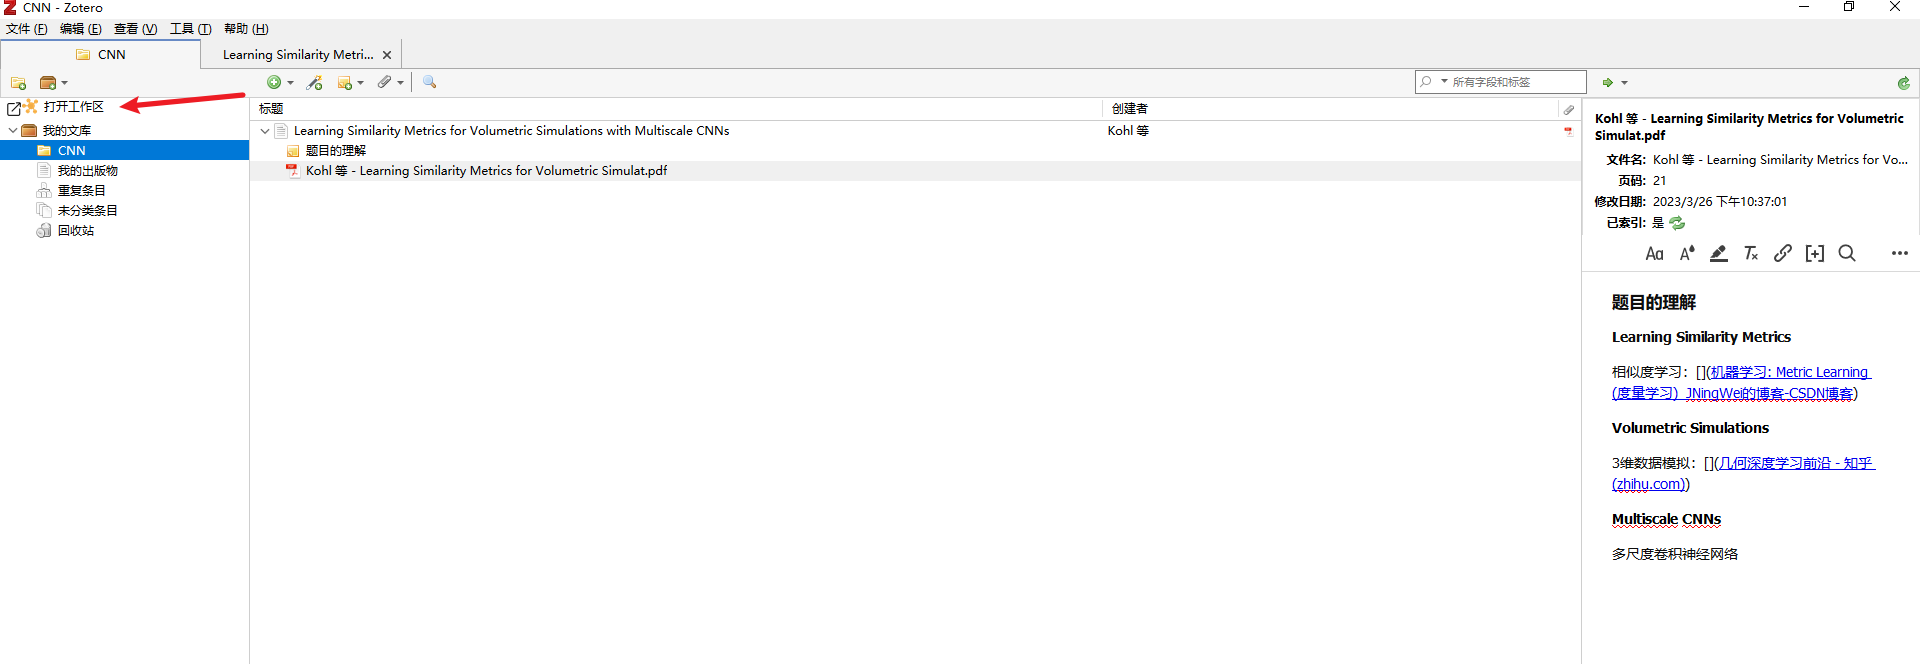 CNN - Zotero
文件 (F) 编辑 (E) 查看 (V) 工具 (T) 帮助 (H)
CNN
Learning Similarity Metri...
所有字段和标签
打开工作区
我的文库
CNN
我的出版物
重复条目
未分类条目
回收站
标题 创建者
Learning Similarity Metrics for Volumetric Simulations with Multiscale CNNs Kohl 等
题目的理解
Kohl 等 - Learning Similarity Metrics for Volumetric Simulat.pdf
Kohl 等 - Learning Similarity Metrics for Volumetric
Simulat.pdf
文件名: Kohl 等 - Learning Similarity Metrics for Vo...
页码: 21
修改日期: 2023/3/26 下午10:37:01
已索引: 是
题目的理解
Learning Similarity Metrics
相似度学习：[](机器学习: Metric Learning
(度量学习)_JNingWei的博客-CSDN博客)
Volumetric Simulations
3维数据模拟：[](几何深度学习前沿 - 知乎
(zhihu.com))
Multiscale CNNs
多尺度卷积神经网络